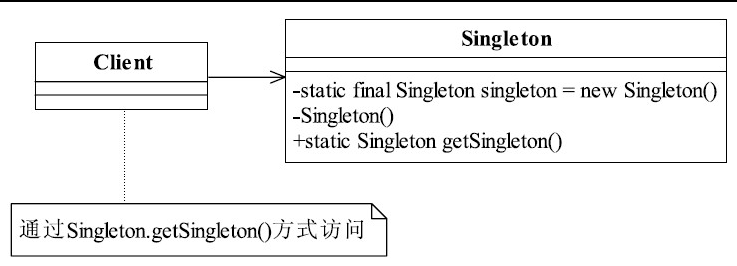 Client
Singleton
-static final Singleton singleton = new Singleton()
-Singleton()
+static Singleton getSingleton()
通过Singleton.getSingleton()方式访问